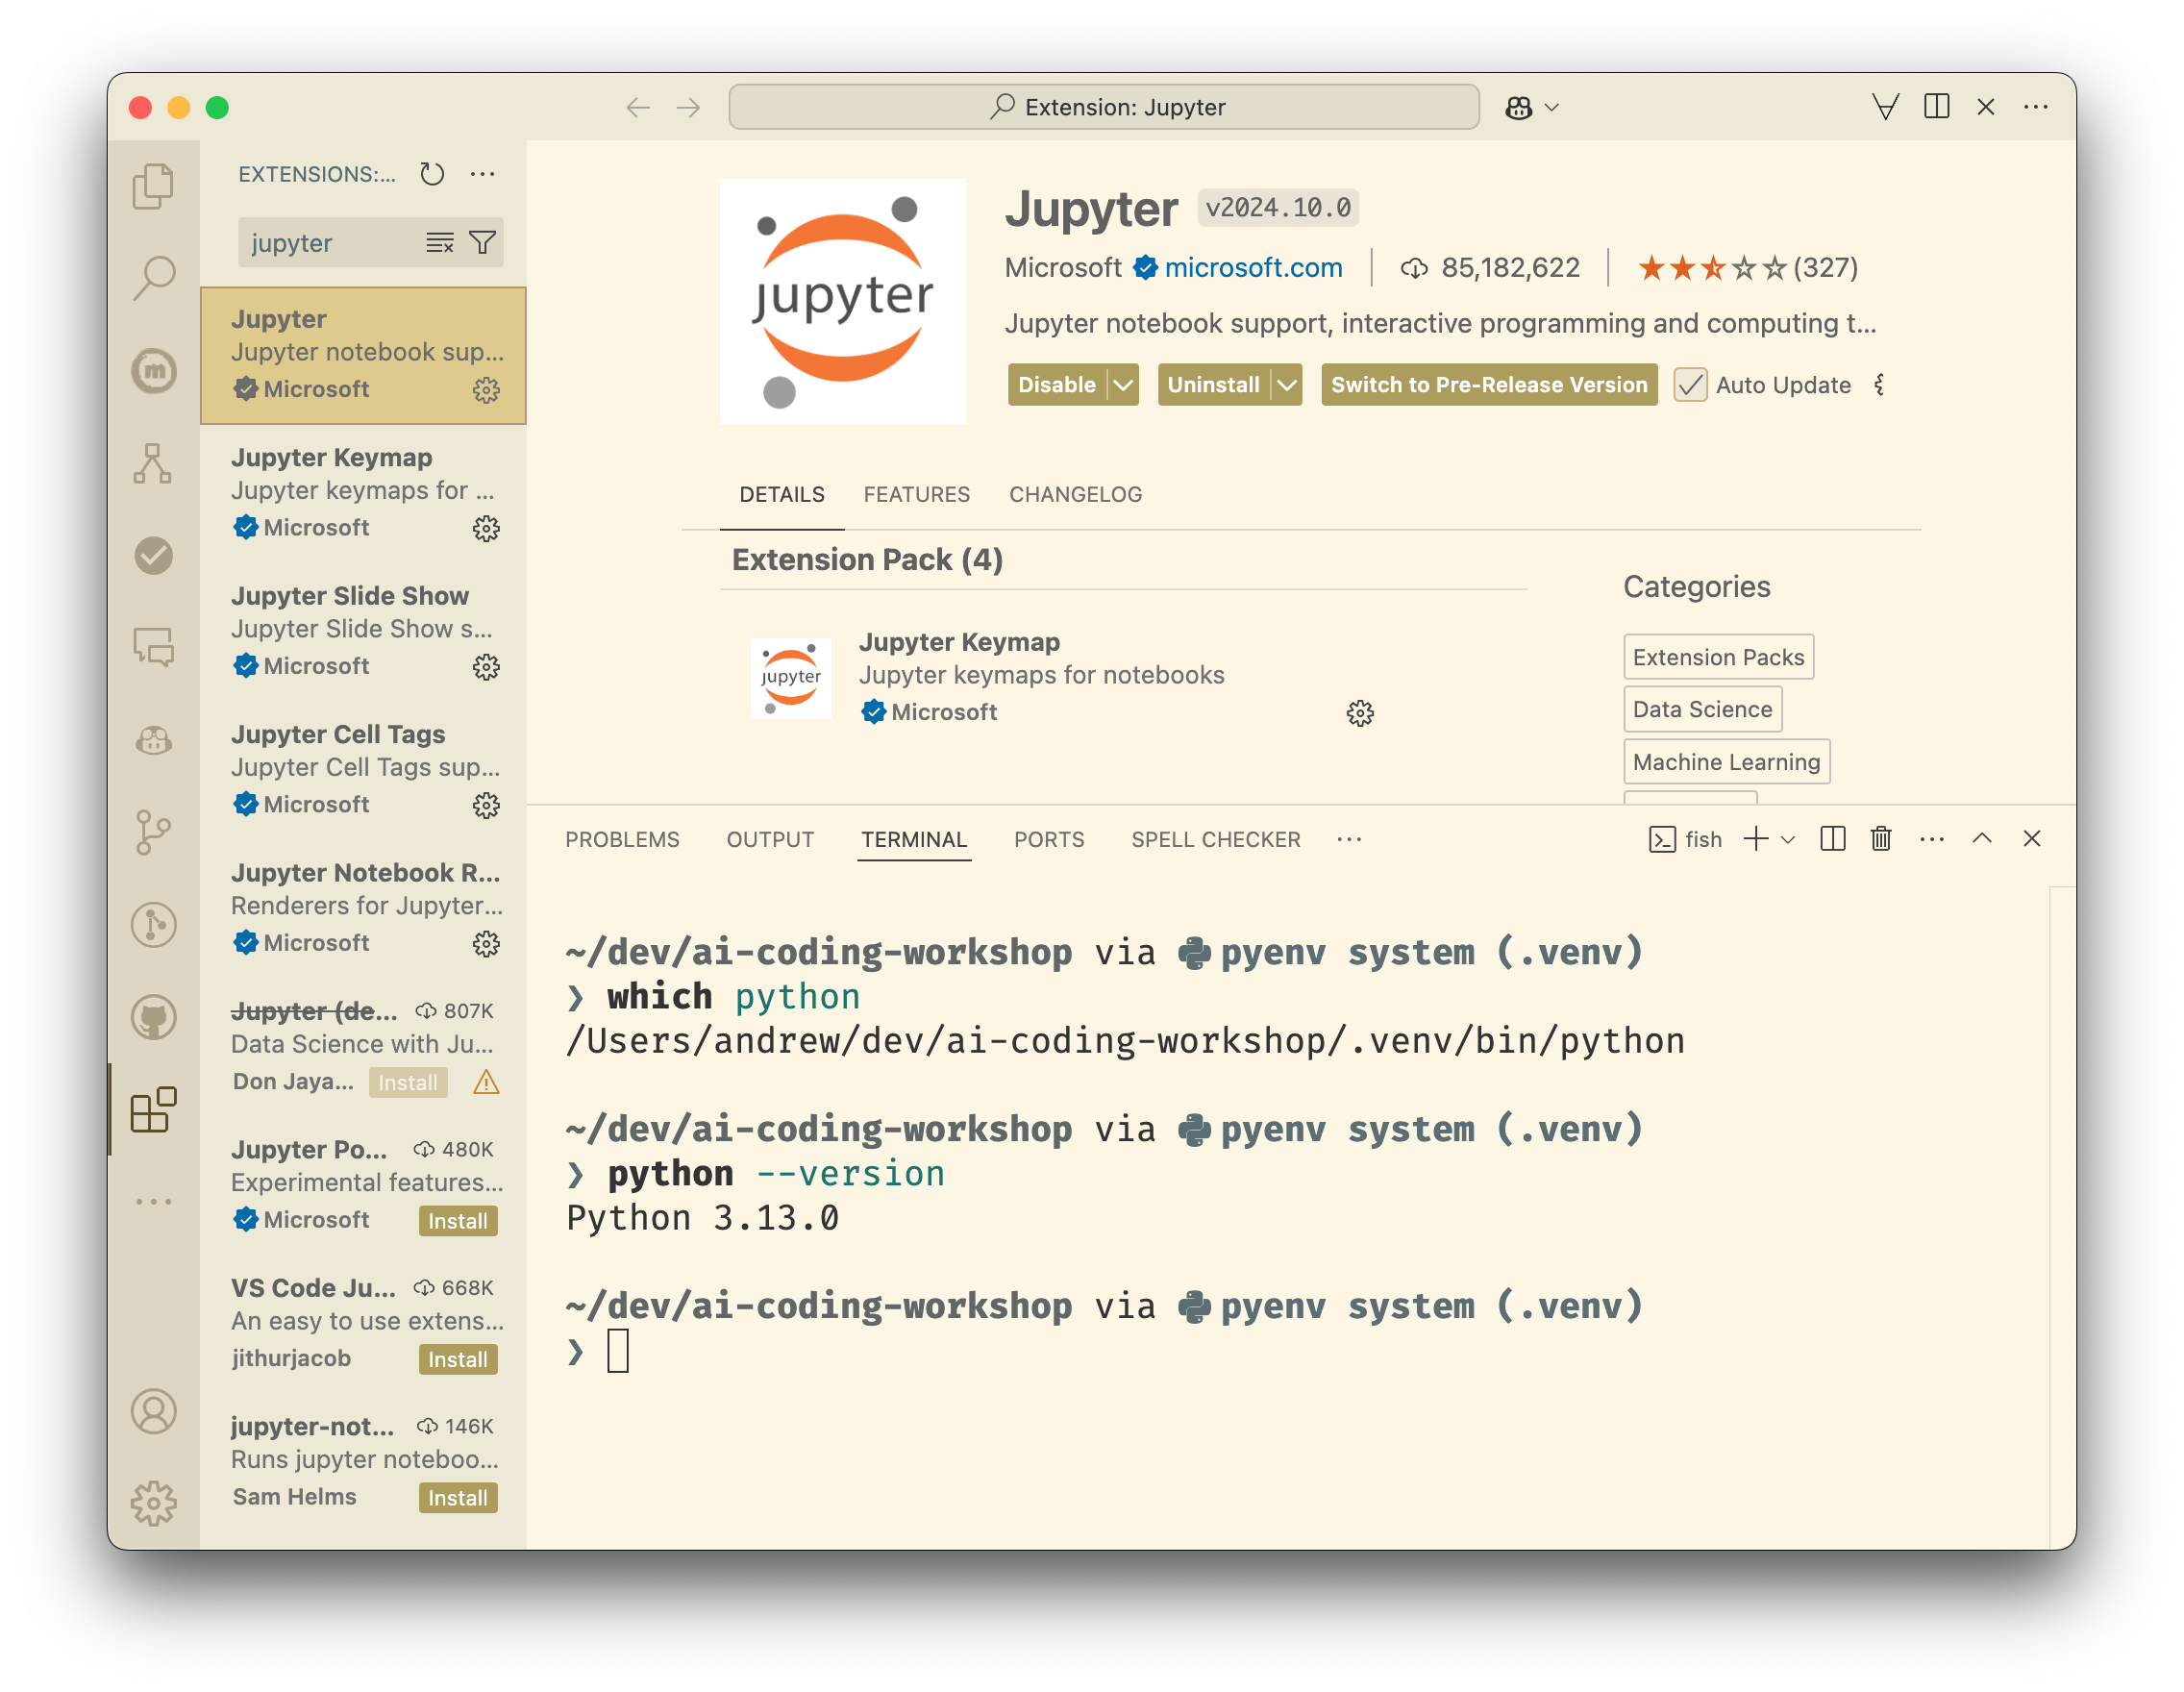 Extension: Jupyter
EXTENSIONS:...
jupyter
Jupyter
Jupyter notebook sup...
Microsoft
Jupyter Keymap
Jupyter keymaps for ...
Microsoft
Jupyter Slide Show
Jupyter Slide Show s...
Microsoft
Jupyter Cell Tags
Jupyter Cell Tags sup...
Microsoft
Jupyter Notebook R...
Renderers for Jupyter...
Microsoft
Jupyter (de... 807K
Data Science with Ju...
Don Jaya... Install
Jupyter Po... 480K
Experimental features...
Microsoft Install
VS Code Ju... 668K
An easy to use extens...
jithurjacob Install
jupyter-not... 146K
Runs jupyter noteboo...
Sam Helms Install
jupyter
Jupyter v2024.10.0
Microsoft microsoft.com 85,182,622 (327)
Jupyter notebook support, interactive programming and computing t...
Disable Uninstall Switch to Pre-Release Version Auto Update
DETAILS FEATURES CHANGELOG
Extension Pack (4)
jupyter
Jupyter Keymap
Jupyter keymaps for notebooks
Microsoft
Categories
Extension Packs
Data Science
Machine Learning
PROBLEMS OUTPUT TERMINAL PORTS SPELL CHECKER ... fish
~/dev/ai-coding-workshop via pyenv system (.venv)
❯ which python
/Users/andrew/dev/ai-coding-workshop/.venv/bin/python
~/dev/ai-coding-workshop via pyenv system (.venv)
❯ python --version
Python 3.13.0
~/dev/ai-coding-workshop via pyenv system (.venv)
❯